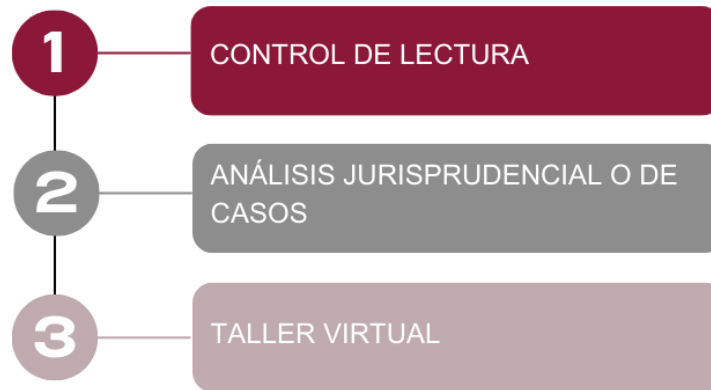 1
CONTROL DE LECTURA
2
ANÁLISIS JURISPRUDENCIAL O DE
CASOS
3
TALLER VIRTUAL